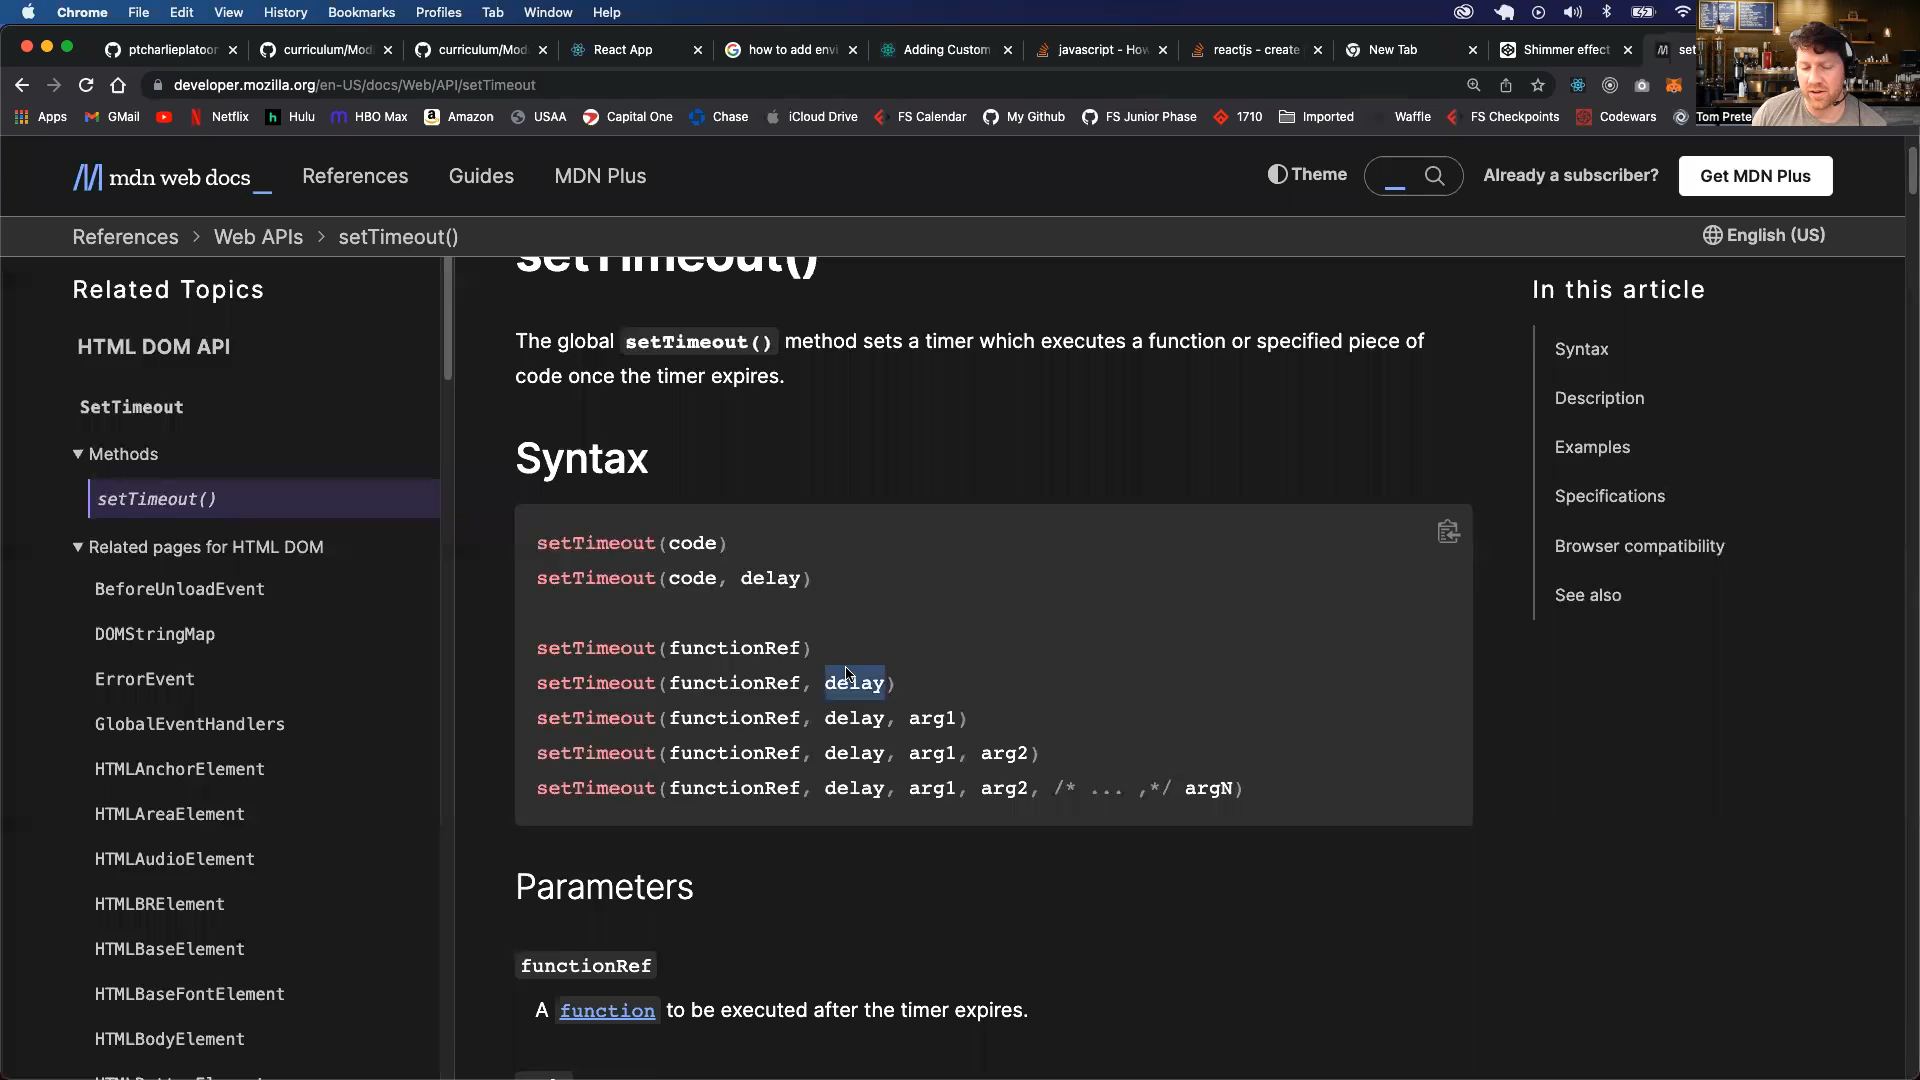 Chrome File Edit View History Bookmarks Profiles Tab Window Help
ptcharlieplatoon
curriculum/Mod
curriculum/Mod
React App
how to add envi
Adding Custom
javascript - How
reactjs - create
New Tab
Shimmer effect
developer.mozilla.org/en-US/docs/Web/API/setTimeout
Apps GMail Netflix Hulu HBO Max Amazon USAA Capital One Chase iCloud Drive FS Calendar My Github FS Junior Phase 1710 Imported Waffle FS Checkpoints Codewars
Tom Prete
mdn web docs_ References Guides MDN Plus Theme Already a subscriber? Get MDN Plus
References > Web APIs > setTimeout() English (US)
Related Topics
HTML DOM API
SetTimeout
Methods
setTimeout()
Related pages for HTML DOM
BeforeUnloadEvent
DOMStringMap
ErrorEvent
GlobalEventHandlers
HTMLAnchorElement
HTMLAreaElement
HTMLAudioElement
HTMLBRElement
HTMLBaseElement
HTMLBaseFontElement
HTMLBodyElement
setTimeout()
The global setTimeout() method sets a timer which executes a function or specified piece of
code once the timer expires.
Syntax
setTimeout(code)
setTimeout(code, delay)
setTimeout(functionRef)
setTimeout(functionRef, delay)
setTimeout(functionRef, delay, arg1)
setTimeout(functionRef, delay, arg1, arg2)
setTimeout(functionRef, delay, arg1, arg2, /* ... ,*/ argN)
Parameters
functionRef
A function to be executed after the timer expires.
In this article
Syntax
Description
Examples
Specifications
Browser compatibility
See also